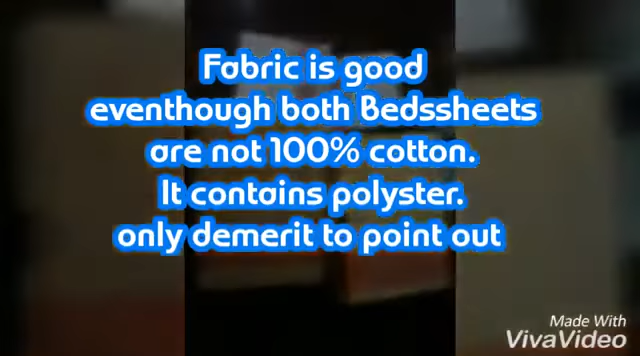 Fabric is good
eventhough both Bedssheets
are not 100% cotton.
It contains polyster.
only demerit to point out
Made With
VivaVideo